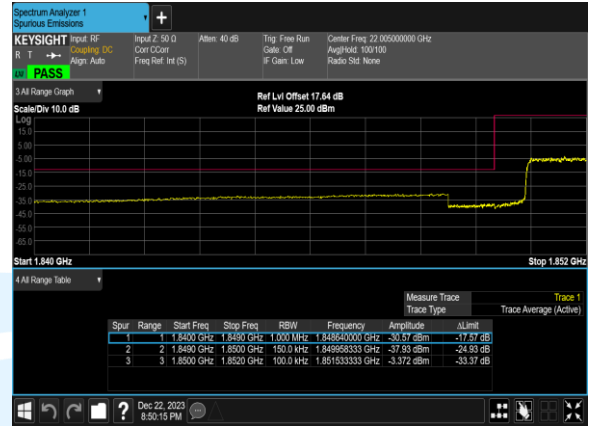 Spectrum Analyzer 1
Spurious Emissions
KEYSIGHT Input: RF Input Z: 50 Ω Atten: 40 dB Trig: Free Run Center Freq: 22.005000000 GHz
R T Coupling: DC Corr CCorr Gate: Off Avg|Hold: 100/100
Align: Auto Freq Ref: Int (S) IF Gain: Low Radio Std: None
PASS
3 All Range Graph
Ref Lvl Offset 17.64 dB
Scale/Div 10.0 dB Ref Value 25.00 dBm
Log
15.0
5.00
-5.00
-15.0
-25.0
-35.0
-45.0
-55.0
-65.0
Start 1.840 GHz Stop 1.852 GHz
4 All Range Table
Measure Trace Trace 1
Trace Type Trace Average (Active)
Spur Range Start Freq Stop Freq RBW Frequency Amplitude ΔLimit
1 1 1.8400 GHz 1.8490 GHz 1.000 MHz 1.848640000 GHz -30.57 dBm -17.57 dB
2 2 1.8490 GHz 1.8500 GHz 150.0 kHz 1.849958333 GHz -37.93 dBm -24.93 dB
3 3 1.8500 GHz 1.8520 GHz 100.0 kHz 1.851533333 GHz -3.372 dBm -33.37 dB
? Dec 22, 2023
8:50:15 PM